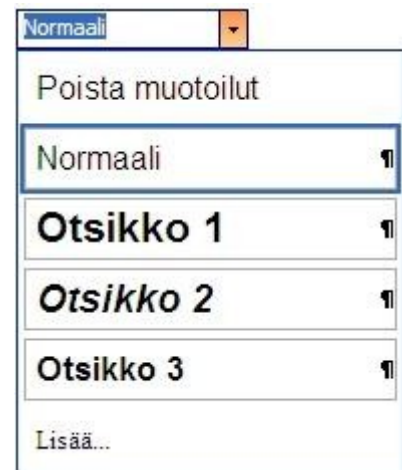 Normaali
Poista muotoilut
Normaali ¶
Otsikko 1 ¶
Otsikko 2 ¶
Otsikko 3 ¶
Lisää...